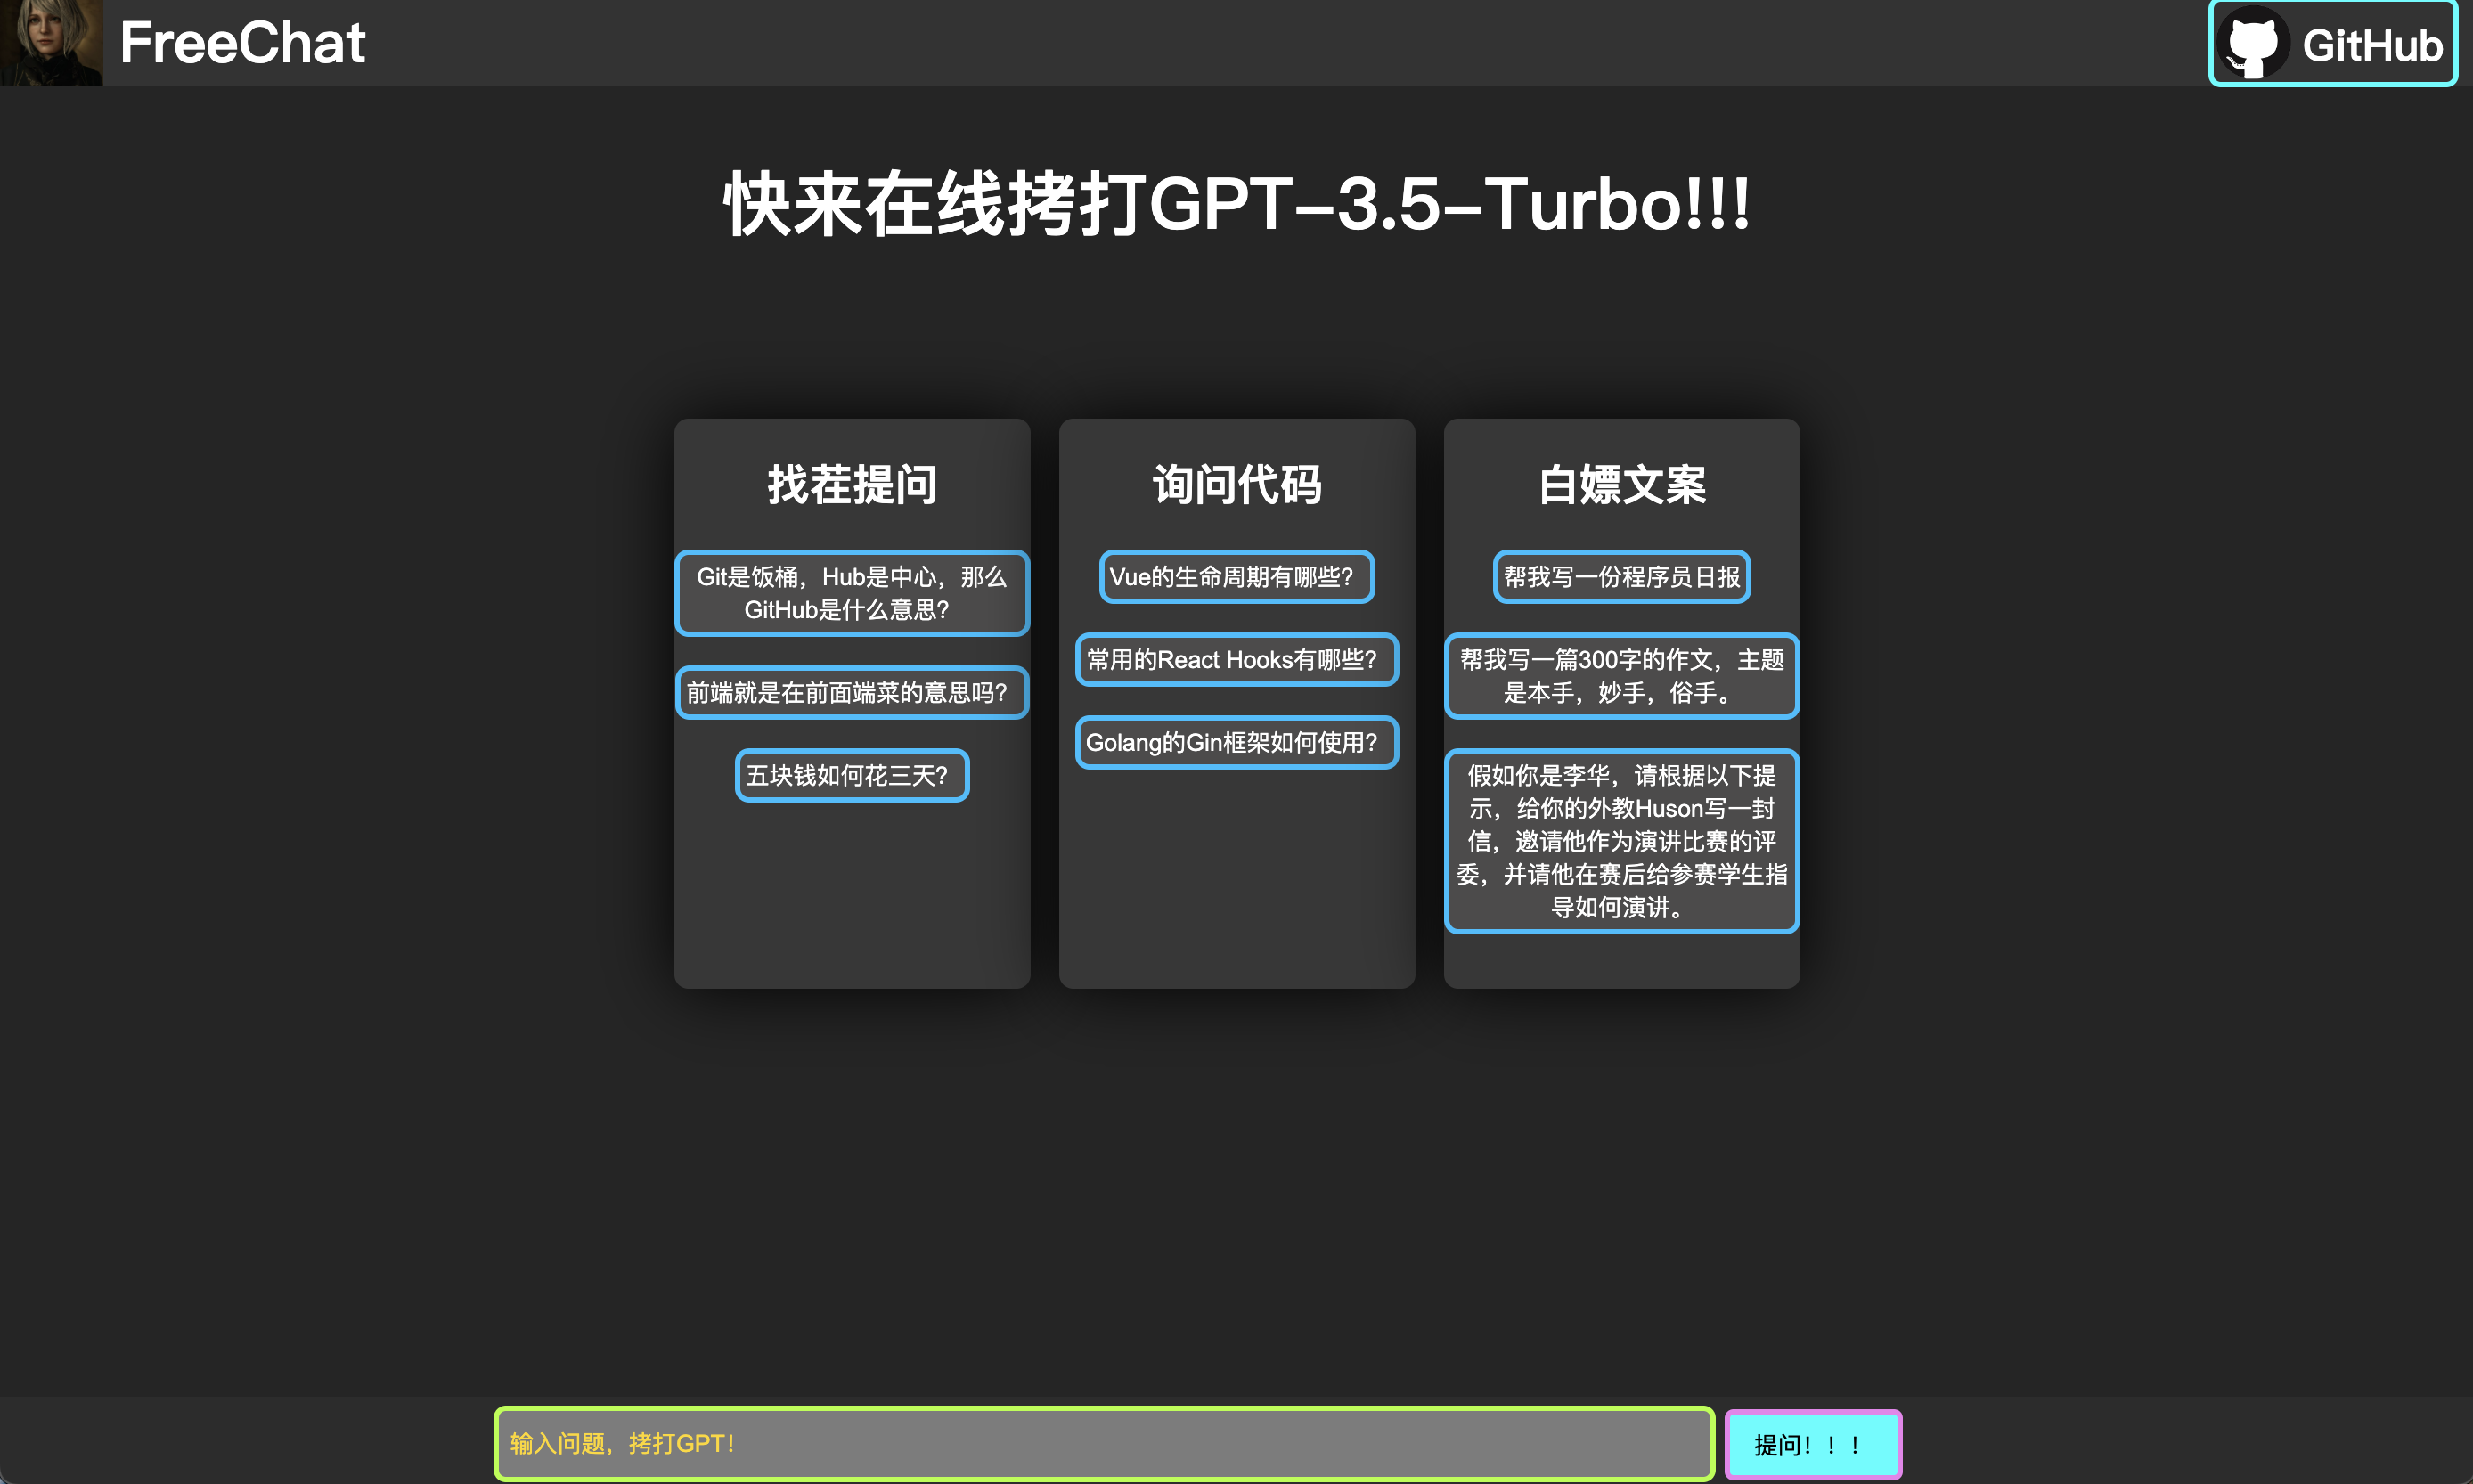 FreeChat
GitHub
快来在线拷打GPT-3.5-Turbo!!!
找茬提问
Git是饭桶，Hub是中心，那么
GitHub是什么意思？
前端就是在前面端菜的意思吗？
五块钱如何花三天？
询问代码
Vue的生命周期有哪些？
常用的React Hooks有哪些？
Golang的Gin框架如何使用？
白嫖文案
帮我写一份程序员日报
帮我写一篇300字的作文，主题
是本手，妙手，俗手。
假如你是李华，请根据以下提
示，给你的外教Huson写一封
信，邀请他作为演讲比赛的评
委，并请他在赛后给参赛学生指
导如何演讲。
输入问题，拷打GPT！
提问！！！